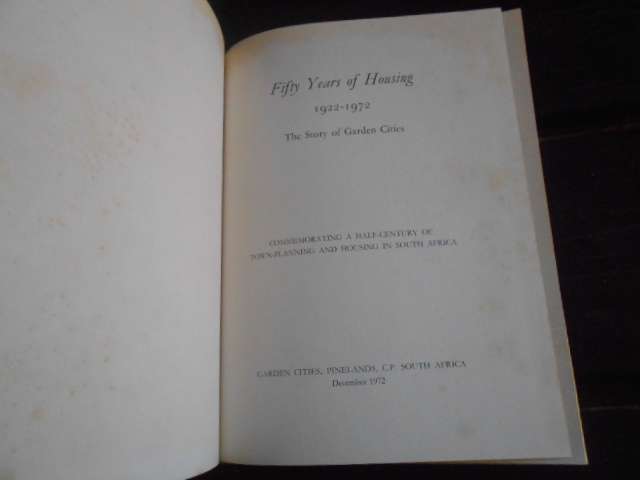 Fifty Years of Housing
1922-1972
The Story of Garden Cities
COMMEMORATING A HALF-CENTURY OF
TOWN-PLANNING AND HOUSING IN SOUTH AFRICA
GARDEN CITIES, PINELANDS, C.P. SOUTH AFRICA
December 1972